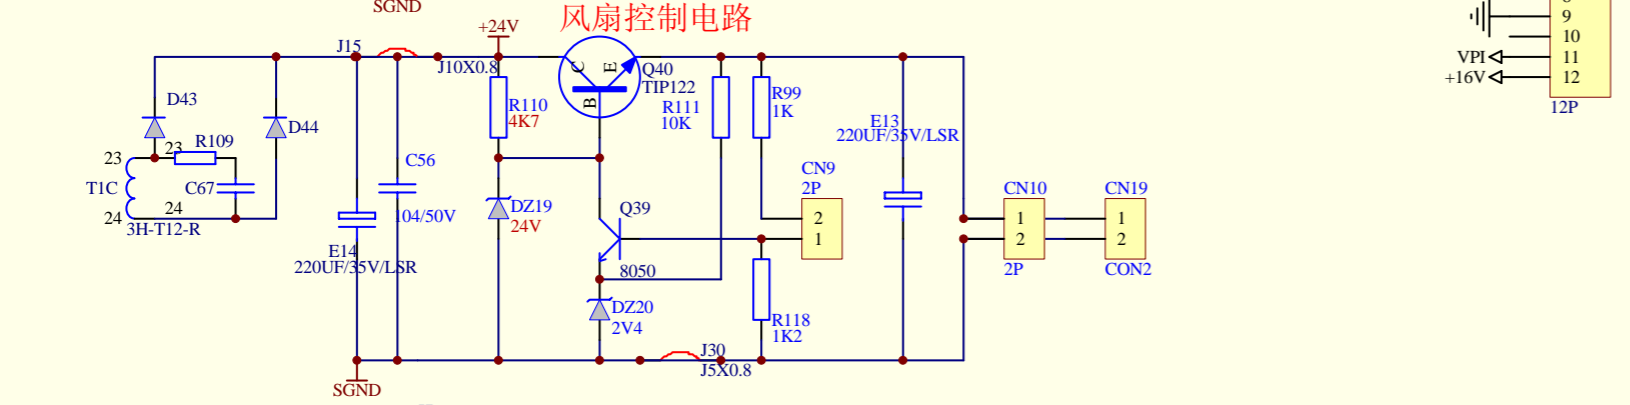 SGND
风扇控制电路
+24V
J15
J10X0.8
C
E
B
Q40
TIP122
D43
D44
R109
23
23
T1C
C67
24
24
3H-T12-R
C56
104/50V
E14
220UF/35V/LSR
R110
4K7
DZ19
24V
Q39
8050
DZ20
2V4
R111
10K
R99
1K
CN9
2P
2
1
R118
1K2
J30
J5X0.8
E13
220UF/35V/LSR
CN10
1
2
2P
CN19
1
2
CON2
SGND
9
10
VPI
11
+16V
12
12P